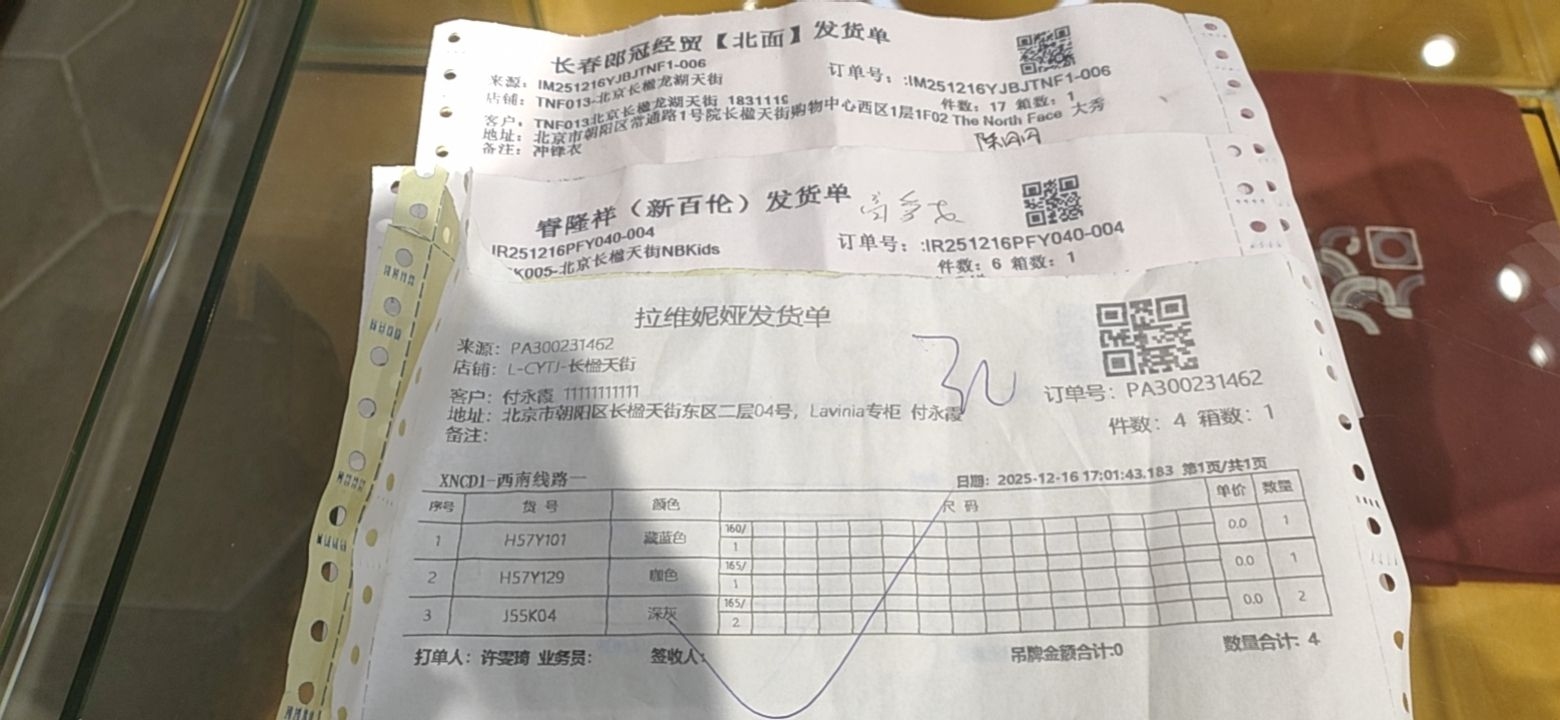 长春郎冠经贸【北面】发货单
来源：IM251216YJBJTNF1-006
订单号：:IM251216YJBJTNF1-006
店铺：TNF013-北京长楹龙湖天街
件数：17 箱数：1
客户：TNF013北京长楹龙湖天街 1831119
地址：北京市朝阳区常通路1号院长楹天街购物中心西区1层1F02 The North Face 大秀
备注：冲锋衣
睿隆祥（新百伦）发货单
IR251216PFY040-004
订单号：:IR251216PFY040-004
K005-北京长楹天街NBKids
件数：6 箱数：1
拉维妮娅发货单
来源：PA300231462
店铺：L-CYTJ-长楹天街
订单号：PA300231462
客户：付永霞 11111111111
地址：北京市朝阳区长楹天街东区二层04号，Lavinia专柜 付永霞
件数：4 箱数：1
备注：
XNCD1-西南线路一
日期：2025-12-16 17:01:43.183 第1页/共1页
序号 货号 颜色 尺码 单价 数量
1 H57Y101 藏蓝色 160/ 1 0.0 1
2 H57Y129 咖色 165/ 1 0.0 1
3 J55K04 深灰 165/ 2 0.0 2
打单人：许雯琦 业务员： 签收人： 吊牌金额合计:0 数量合计：4